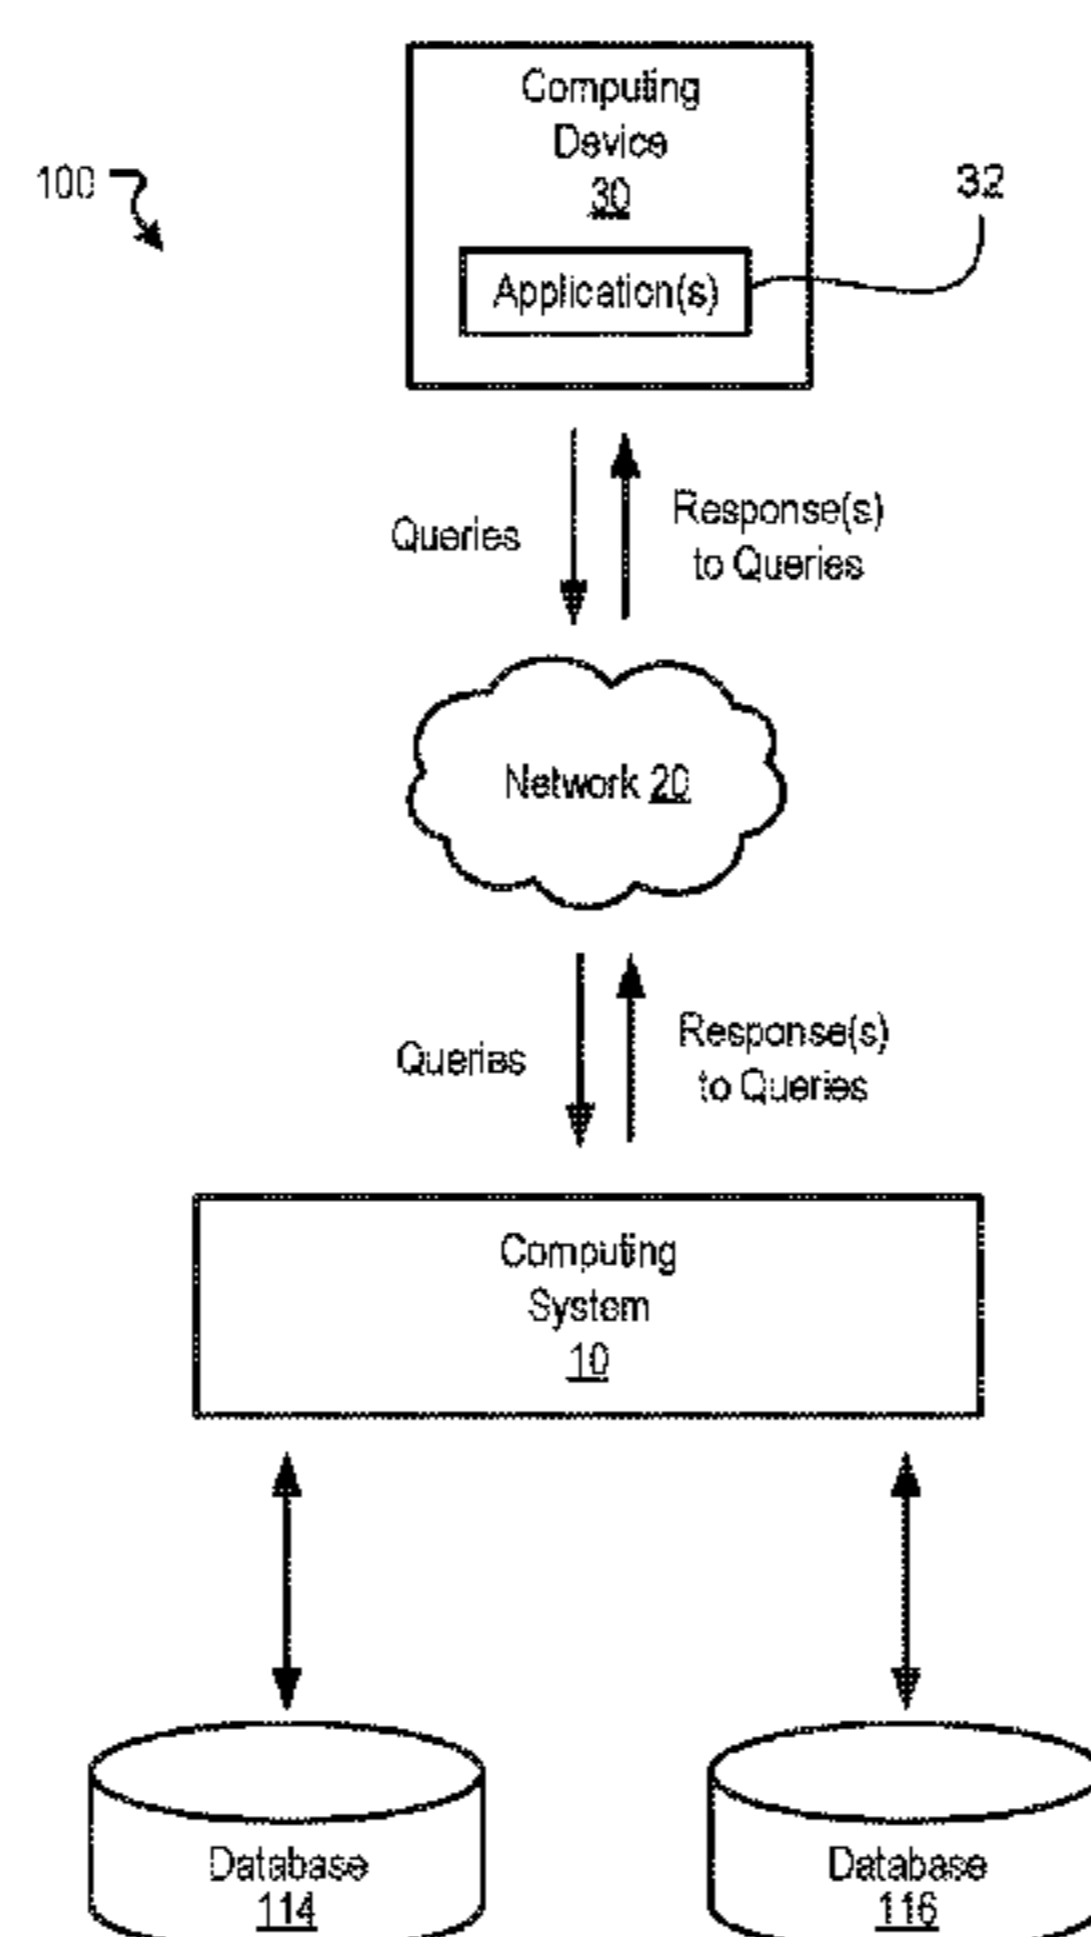 Computing
Device
30
100
32
Application(s)
Queries
Response(s)
to Queries
Network 20
Queries
Response(s)
to Queries
Computing
System
10
Database
114
Database
116